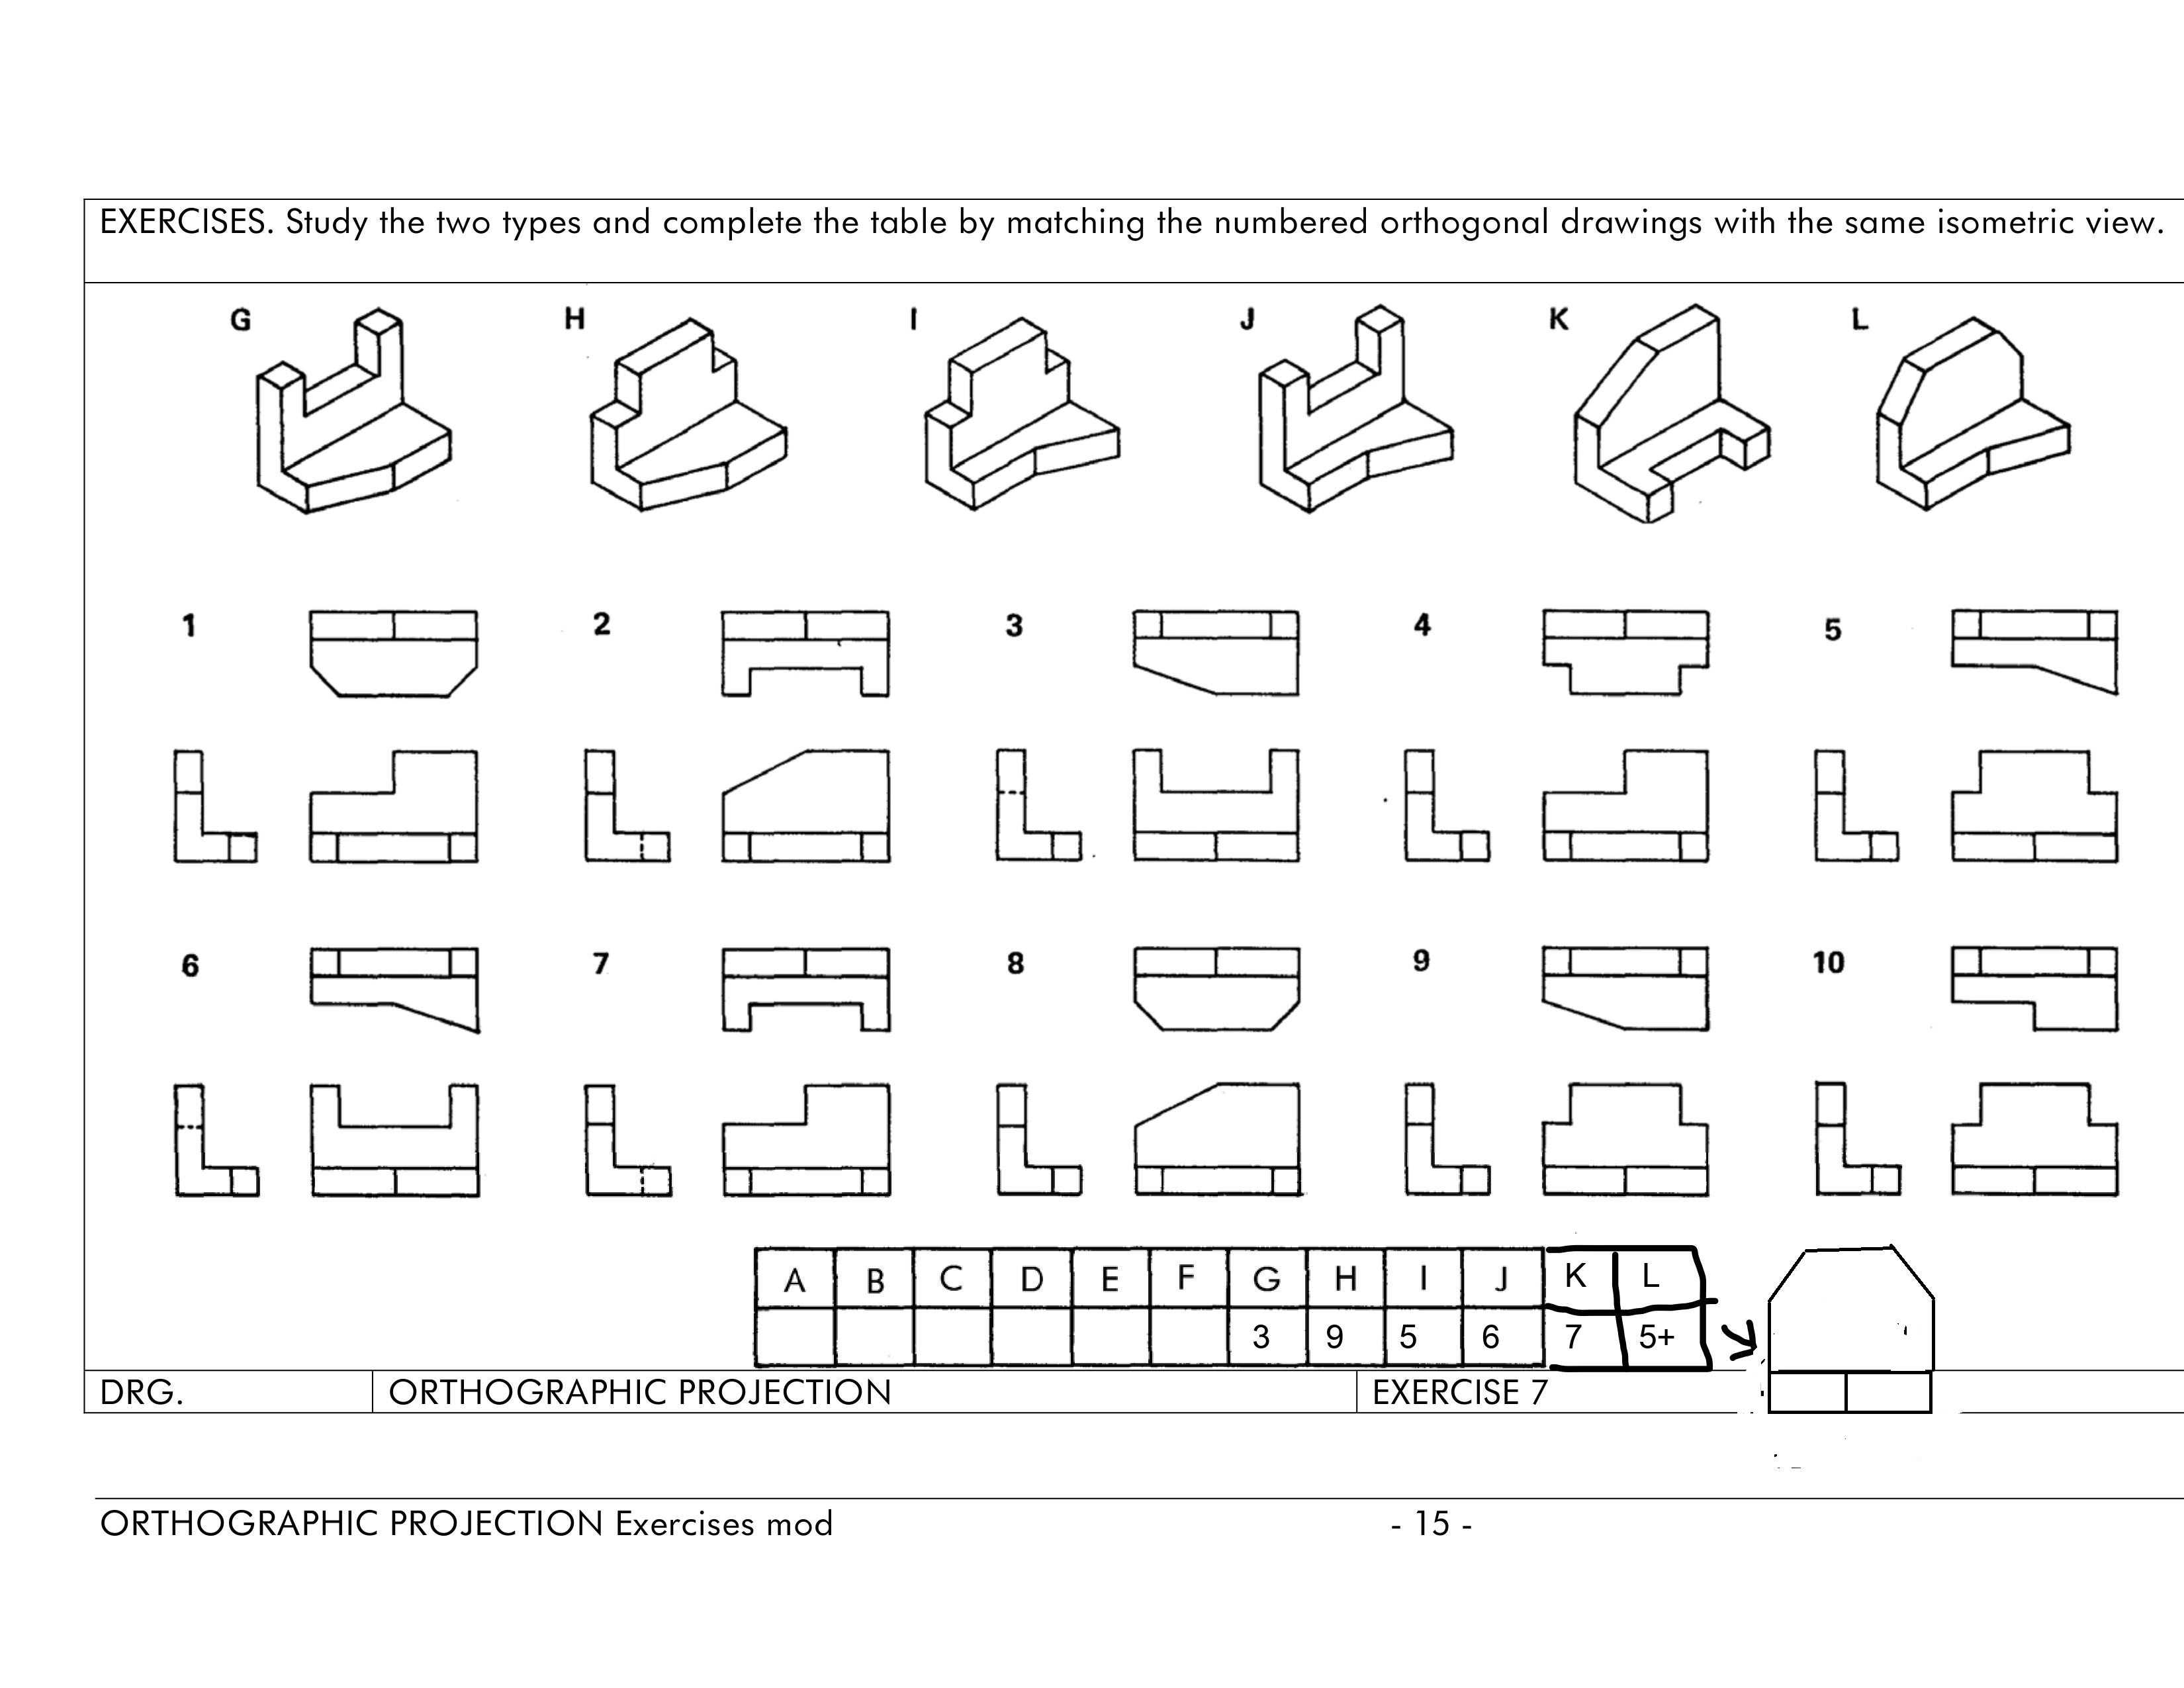 EXERCISES. Study the two types and complete the table by matching the numbered orthogonal drawings with the same isometric view.
G H I J K L
1 2 3 4 5
6 7 8 9 10
A B C D E F G H I J K L
3 9 5 6 7 5+
DRG. ORTHOGRAPHIC PROJECTION EXERCISE 7
ORTHOGRAPHIC PROJECTION Exercises mod - 15 -